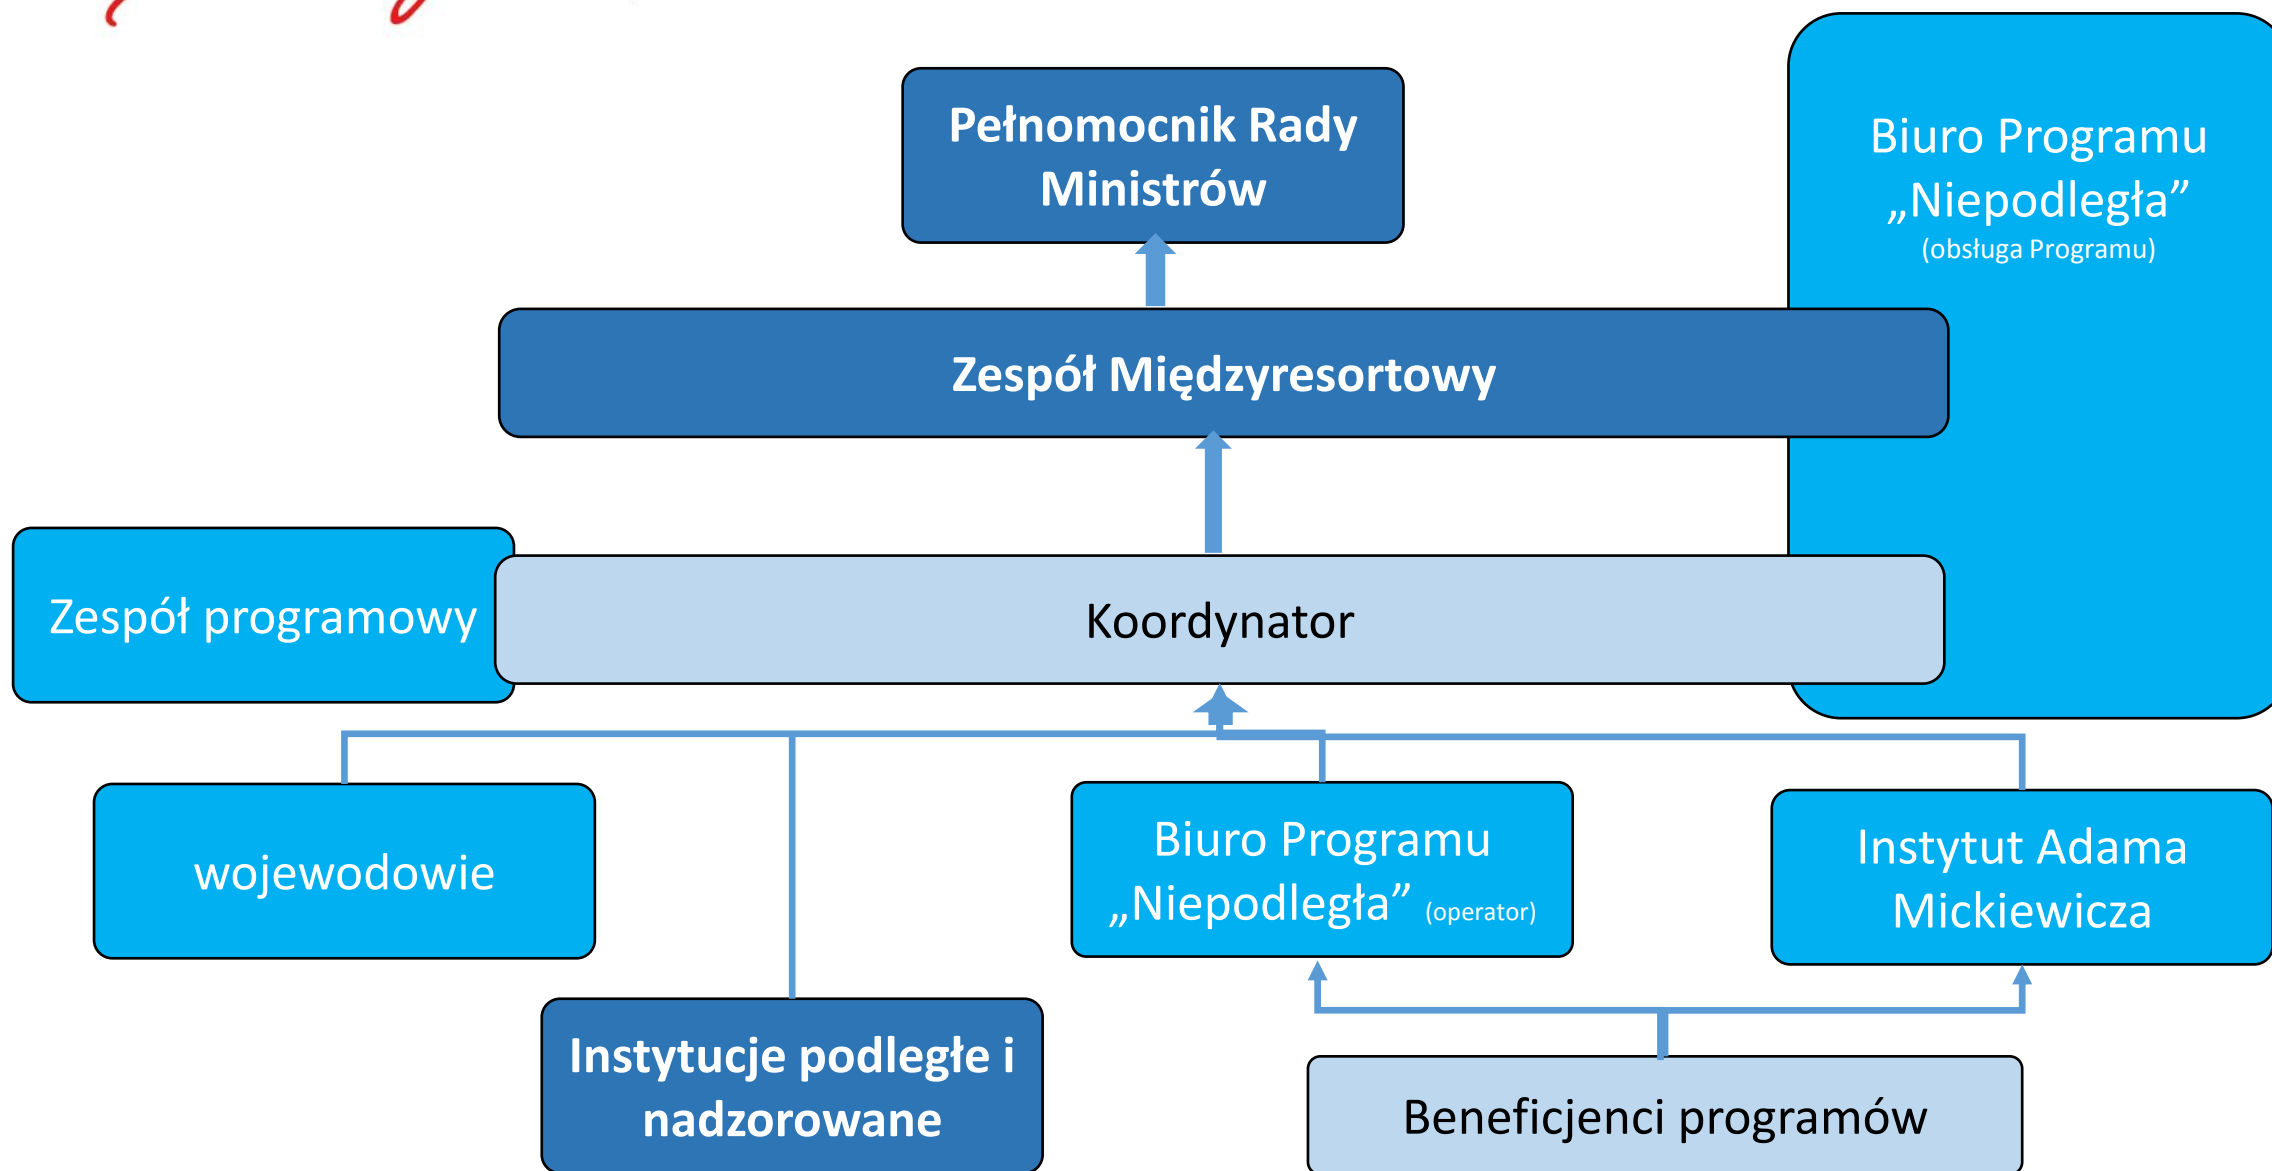 Pełnomocnik Rady
Ministrów
Biuro Programu
„Niepodległa”
(obsługa Programu)
Zespół Międzyresortowy
Zespół programowy
Koordynator
wojewodowie
Biuro Programu
„Niepodległa” (operator)
Instytut Adama
Mickiewicza
Instytucje podległe i
nadzorowane
Beneficjenci programów